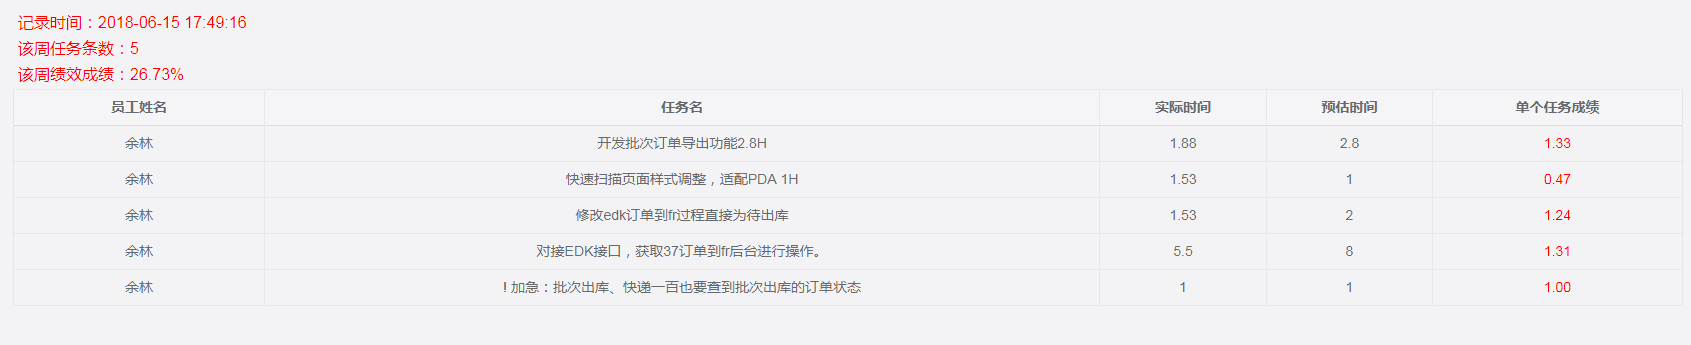 记录时间：2018-06-15 17:49:16
该周任务条数：5
该周绩效成绩：26.73%
员工姓名 任务名 实际时间 预估时间 单个任务成绩
余林 开发批次订单导出功能2.8H 1.88 2.8 1.33
余林 快速扫描页面样式调整，适配PDA 1H 1.53 1 0.47
余林 修改edk订单到fr过程直接为待出库 1.53 2 1.24
余林 对接EDK接口，获取37订单到fr后台进行操作。 5.5 8 1.31
余林 ! 加急：批次出库、快递一百也要查到批次出库的订单状态 1 1 1.00